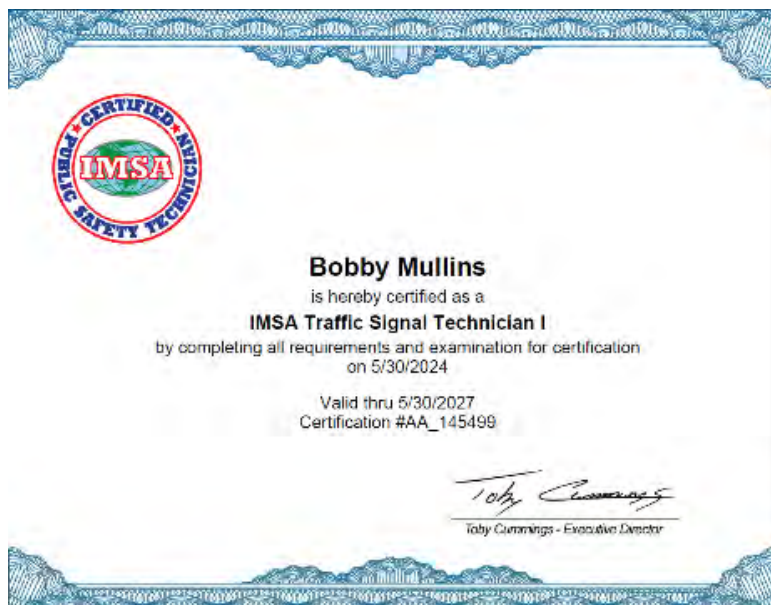 CERTIFIED
PUBLIC SAFETY TECHNICIAN
IMSA
Bobby Mullins
is hereby certified as a
IMSA Traffic Signal Technician I
by completing all requirements and examination for certification
on 5/30/2024
Valid thru 5/30/2027
Certification #AA_145499
Toby Cummings
Toby Cummings - Executive Director